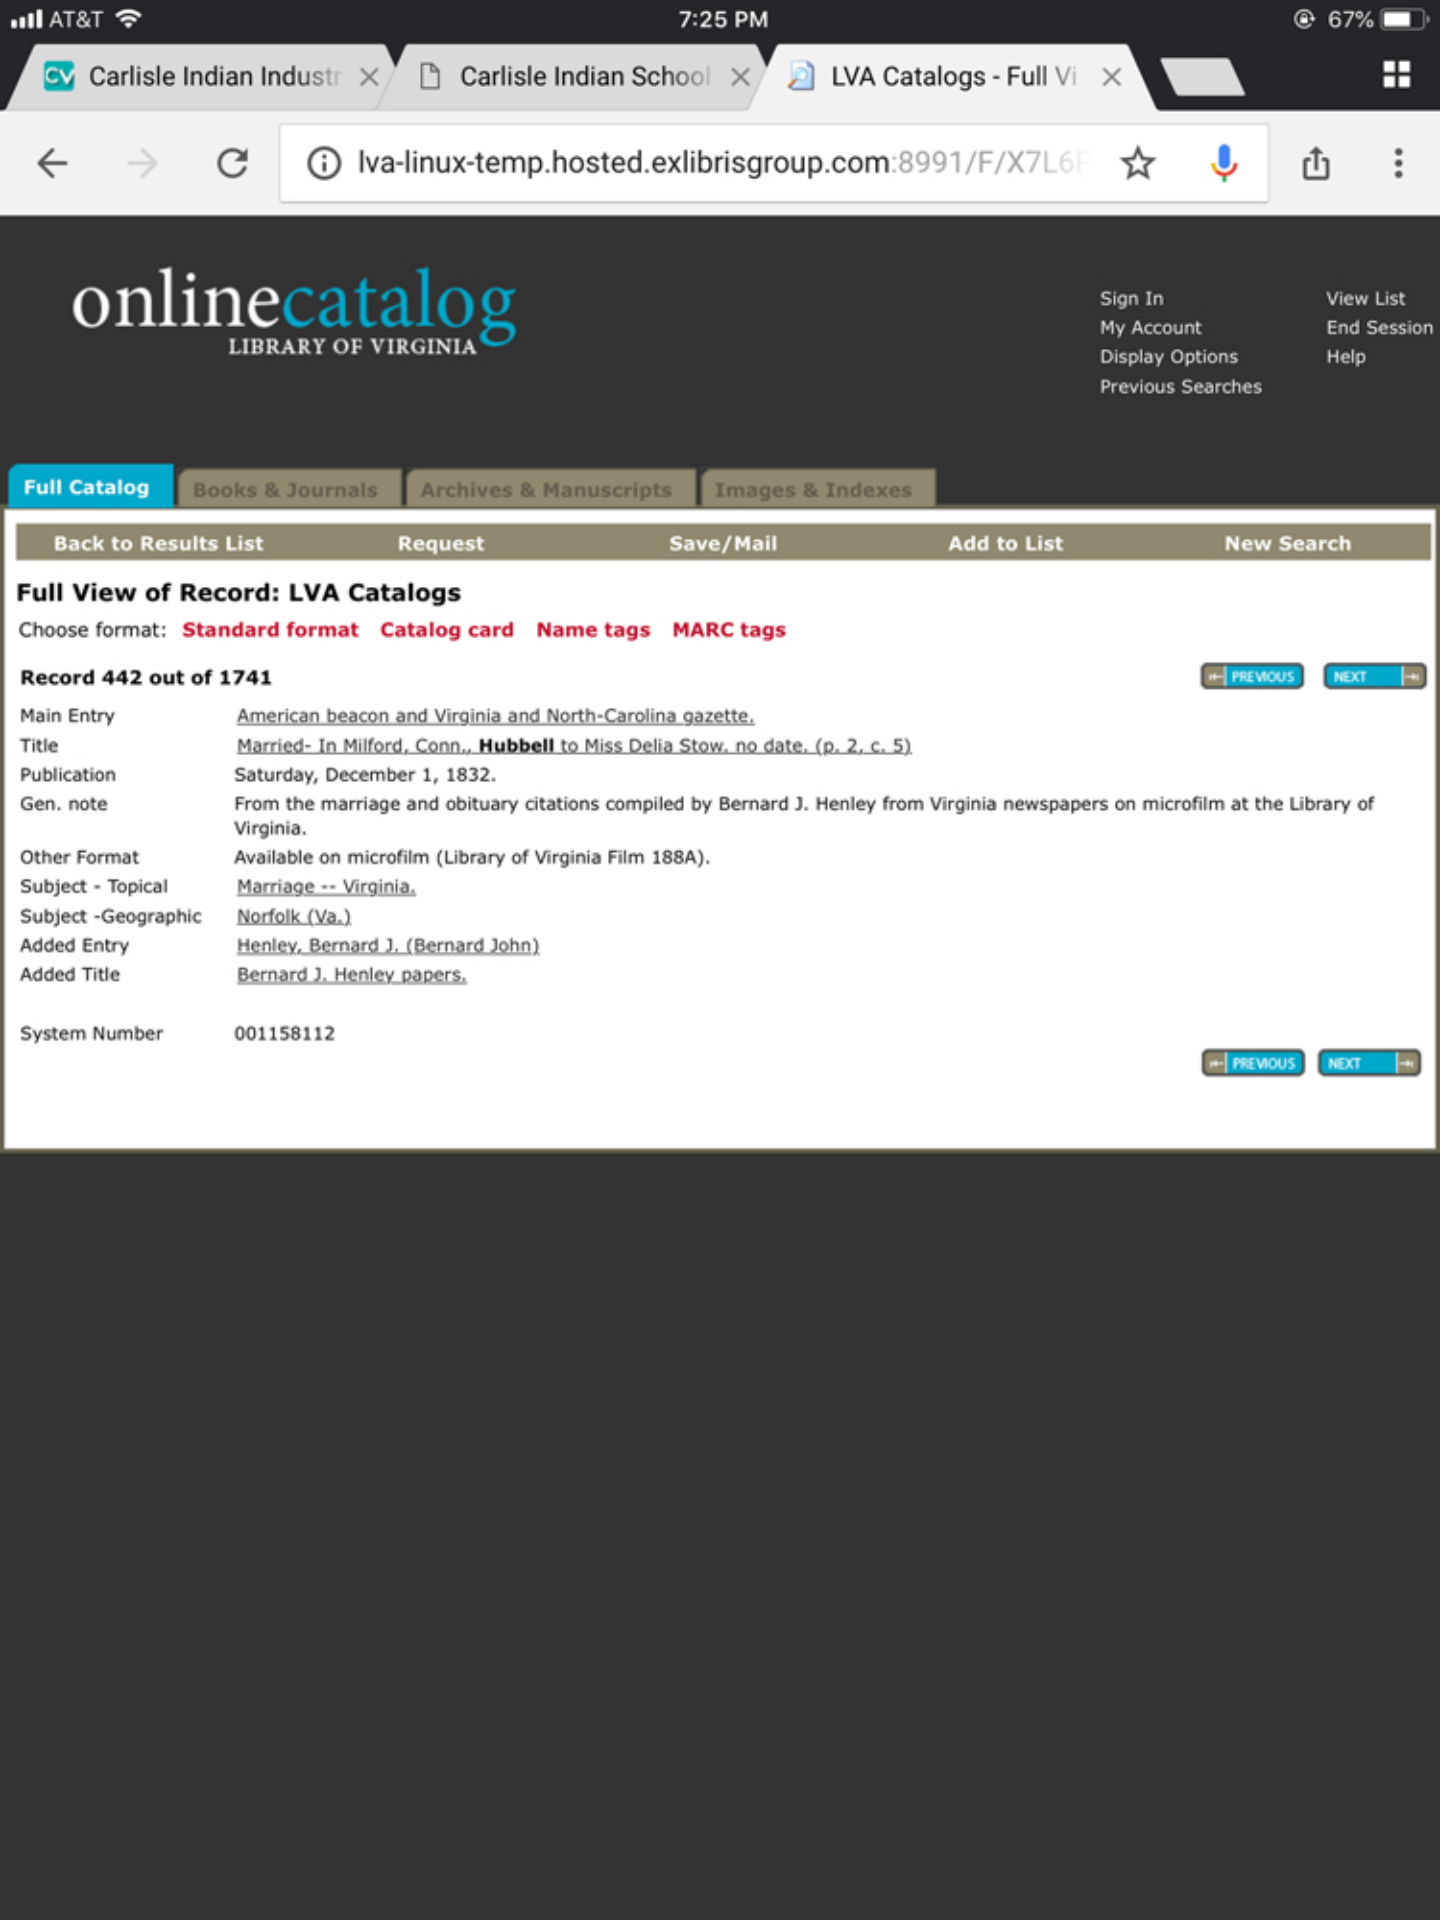 AT&T 7:25 PM 67%
Carlisle Indian Industr Carlisle Indian School LVA Catalogs - Full Vi
lva-linux-temp.hosted.exlibrisgroup.com:8991/F/X7L6
onlinecatalog
LIBRARY OF VIRGINIA
Sign In View List
My Account End Session
Display Options Help
Previous Searches
Full Catalog Books & Journals Archives & Manuscripts Images & Indexes
Back to Results List Request Save/Mail Add to List New Search
Full View of Record: LVA Catalogs
Choose format: Standard format Catalog card Name tags MARC tags
Record 442 out of 1741 PREVIOUS NEXT
Main Entry American beacon and Virginia and North-Carolina gazette.
Title Married- In Milford, Conn., Hubbell to Miss Delia Stow. no date. (p. 2, c. 5)
Publication Saturday, December 1, 1832.
Gen. note From the marriage and obituary citations compiled by Bernard J. Henley from Virginia newspapers on microfilm at the Library of
Virginia.
Other Format Available on microfilm (Library of Virginia Film 188A).
Subject - Topical Marriage -- Virginia.
Subject -Geographic Norfolk (Va.)
Added Entry Henley, Bernard J. (Bernard John)
Added Title Bernard J. Henley papers.
System Number 001158112
PREVIOUS NEXT